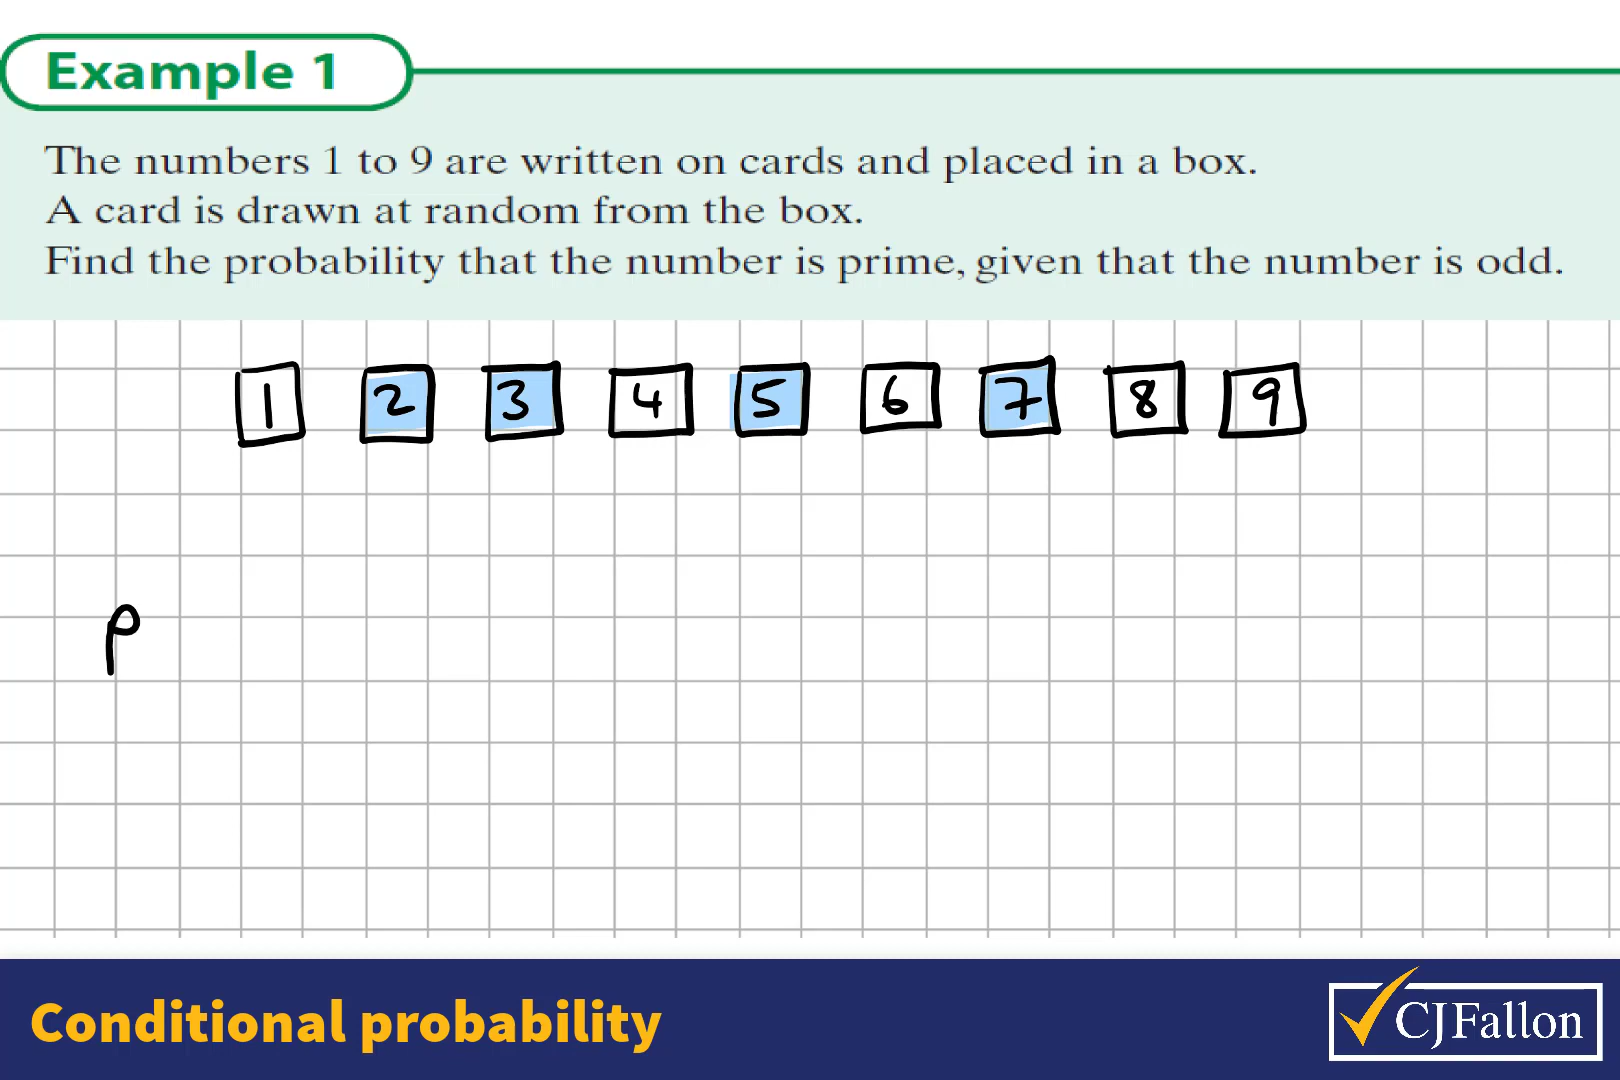 Example 1
The numbers 1 to 9 are written on cards and placed in a box.
A card is drawn at random from the box.
Find the probability that the number is prime, given that the number is odd.
1 2 3 4 5 6 7 8 9
P
Conditional probability
CJFallon